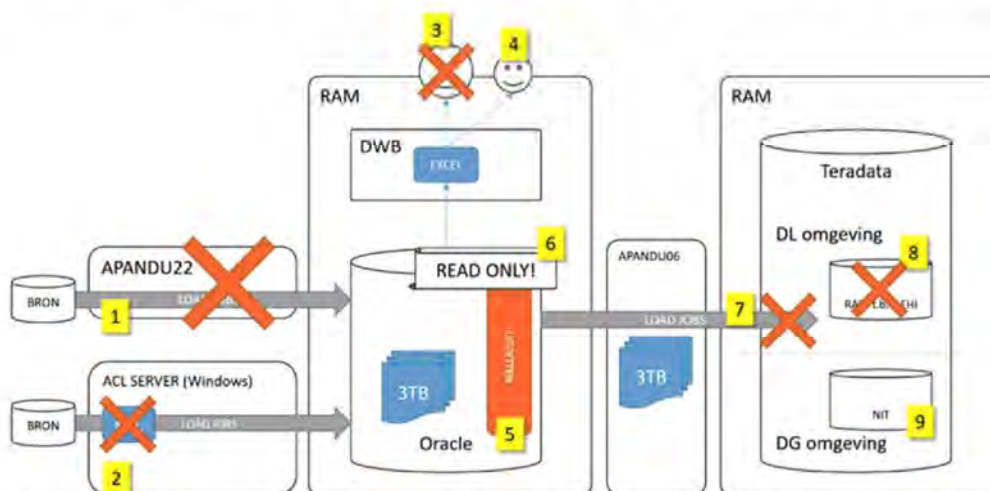 3
4
RAM
RAM
DWB
EXCEL
Teradata
6
READ ONLY!
DL omgeving
8
APANDU22
APANDU06
BRON
1
7
LOAD JOBS
ACL SERVER (Windows)
3TB
3TB
BRON
LOAD JOBS
5
NIT
9
Oracle
DG omgeving
2